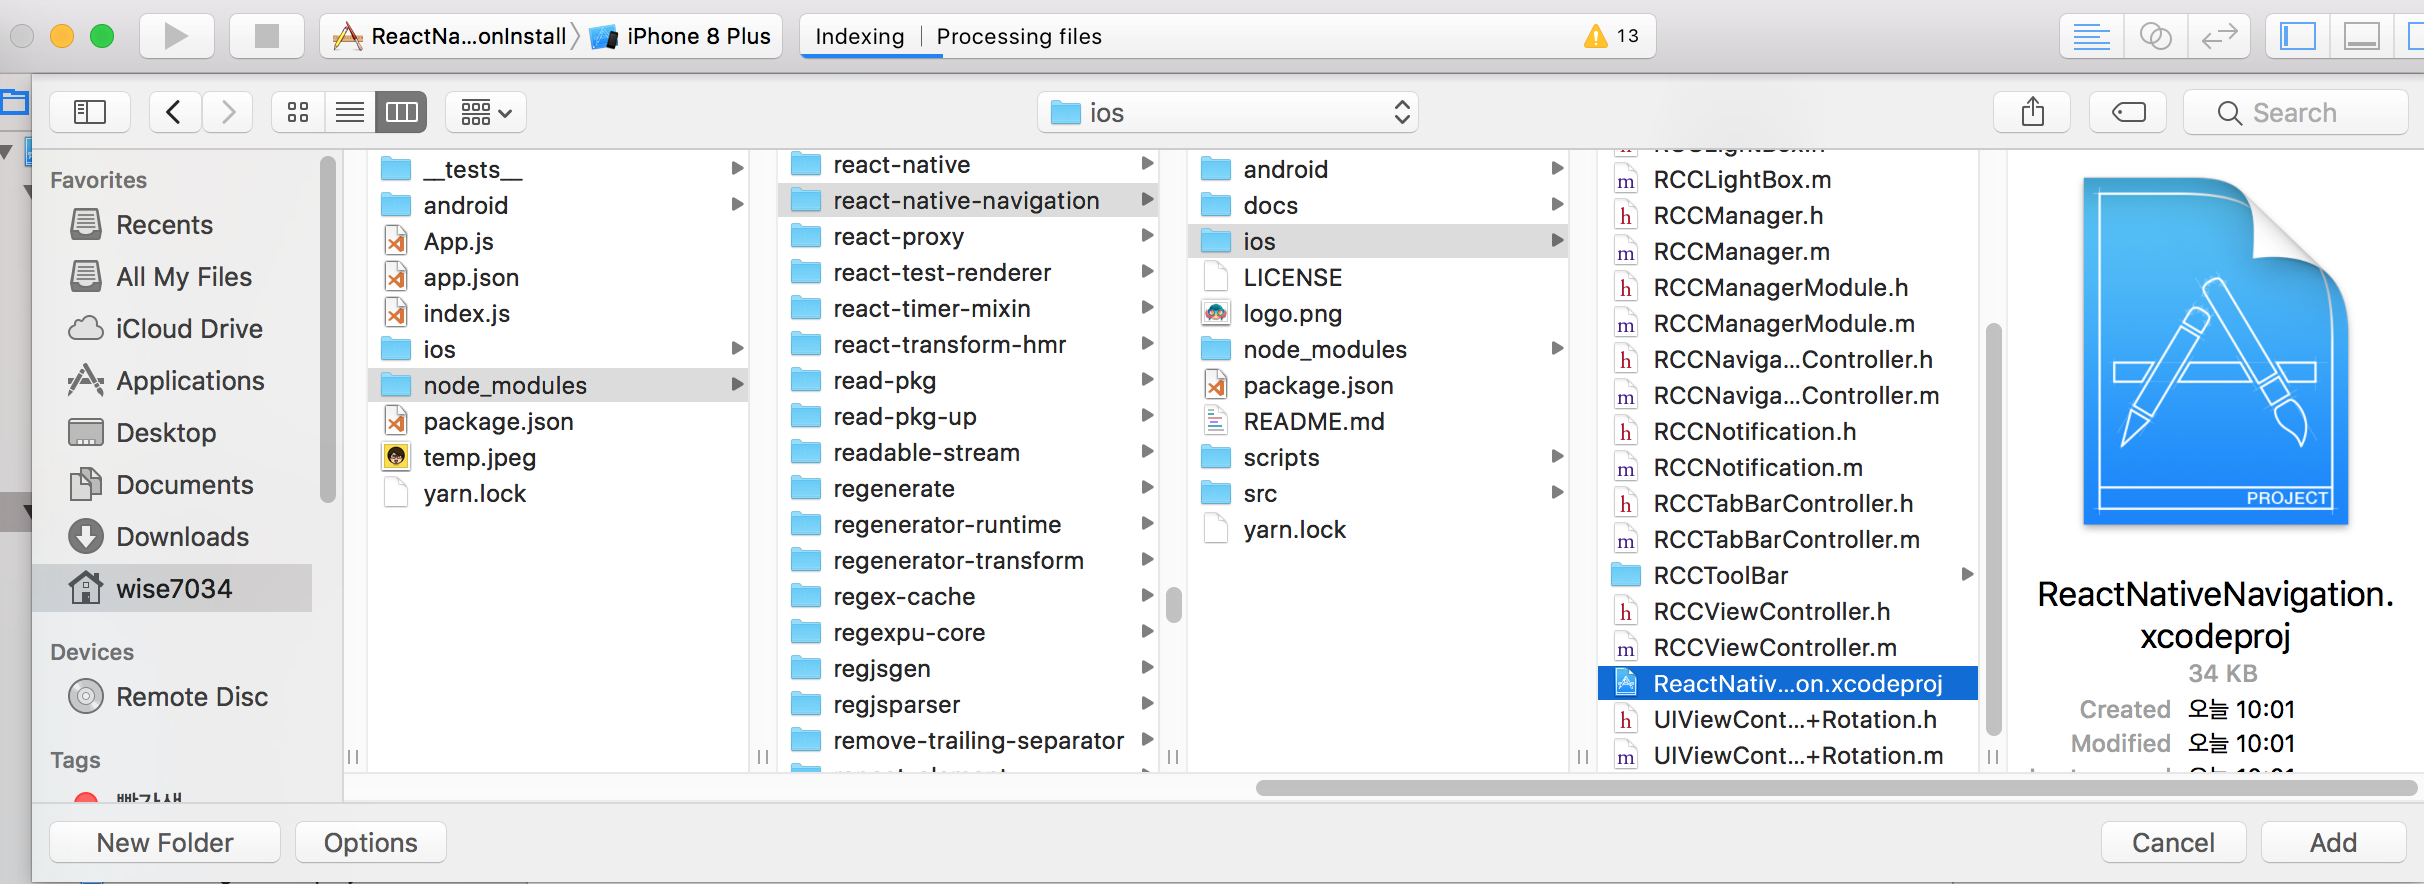 ReactNa...onInstall
iPhone 8 Plus
Indexing | Processing files
13
ios
Search
Favorites
Recents
All My Files
iCloud Drive
Applications
Desktop
Documents
Downloads
wise7034
Devices
Remote Disc
Tags
__tests__
android
App.js
app.json
index.js
ios
node_modules
package.json
temp.jpeg
yarn.lock
react-native
react-native-navigation
react-proxy
react-test-renderer
react-timer-mixin
react-transform-hmr
read-pkg
read-pkg-up
readable-stream
regenerate
regenerator-runtime
regenerator-transform
regex-cache
regexpu-core
regjsgen
regjsparser
remove-trailing-separator
android
docs
ios
LICENSE
logo.png
node_modules
package.json
README.md
scripts
src
yarn.lock
RCCLightBox.m
RCCManager.h
RCCManager.m
RCCManagerModule.h
RCCManagerModule.m
RCCNaviga...Controller.h
RCCNaviga...Controller.m
RCCNotification.h
RCCNotification.m
RCCTabBarController.h
RCCTabBarController.m
RCCToolBar
RCCViewController.h
RCCViewController.m
ReactNativ...on.xcodeproj
UIViewCont...+Rotation.h
UIViewCont...+Rotation.m
PROJECT
ReactNativeNavigation.
xcodeproj
34 KB
Created 오늘 10:01
Modified 오늘 10:01
New Folder
Options
Cancel
Add